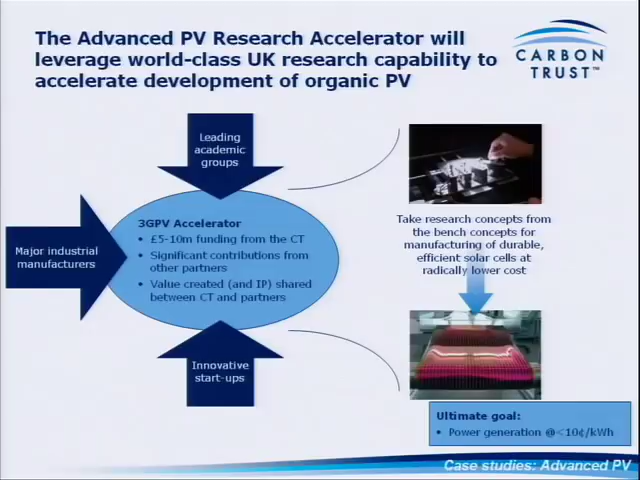 The Advanced PV Research Accelerator will
leverage world-class UK research capability to
accelerate development of organic PV
CARBON
TRUST™
Leading
academic
groups
Major industrial
manufacturers
3GPV Accelerator
• £5-10m funding from the CT
• Significant contributions from
other partners
• Value created (and IP) shared
between CT and partners
Innovative
start-ups
Take research concepts from
the bench concepts for
manufacturing of durable,
efficient solar cells at
radically lower cost
Ultimate goal:
• Power generation @<10¢/kWh
Case studies: Advanced PV